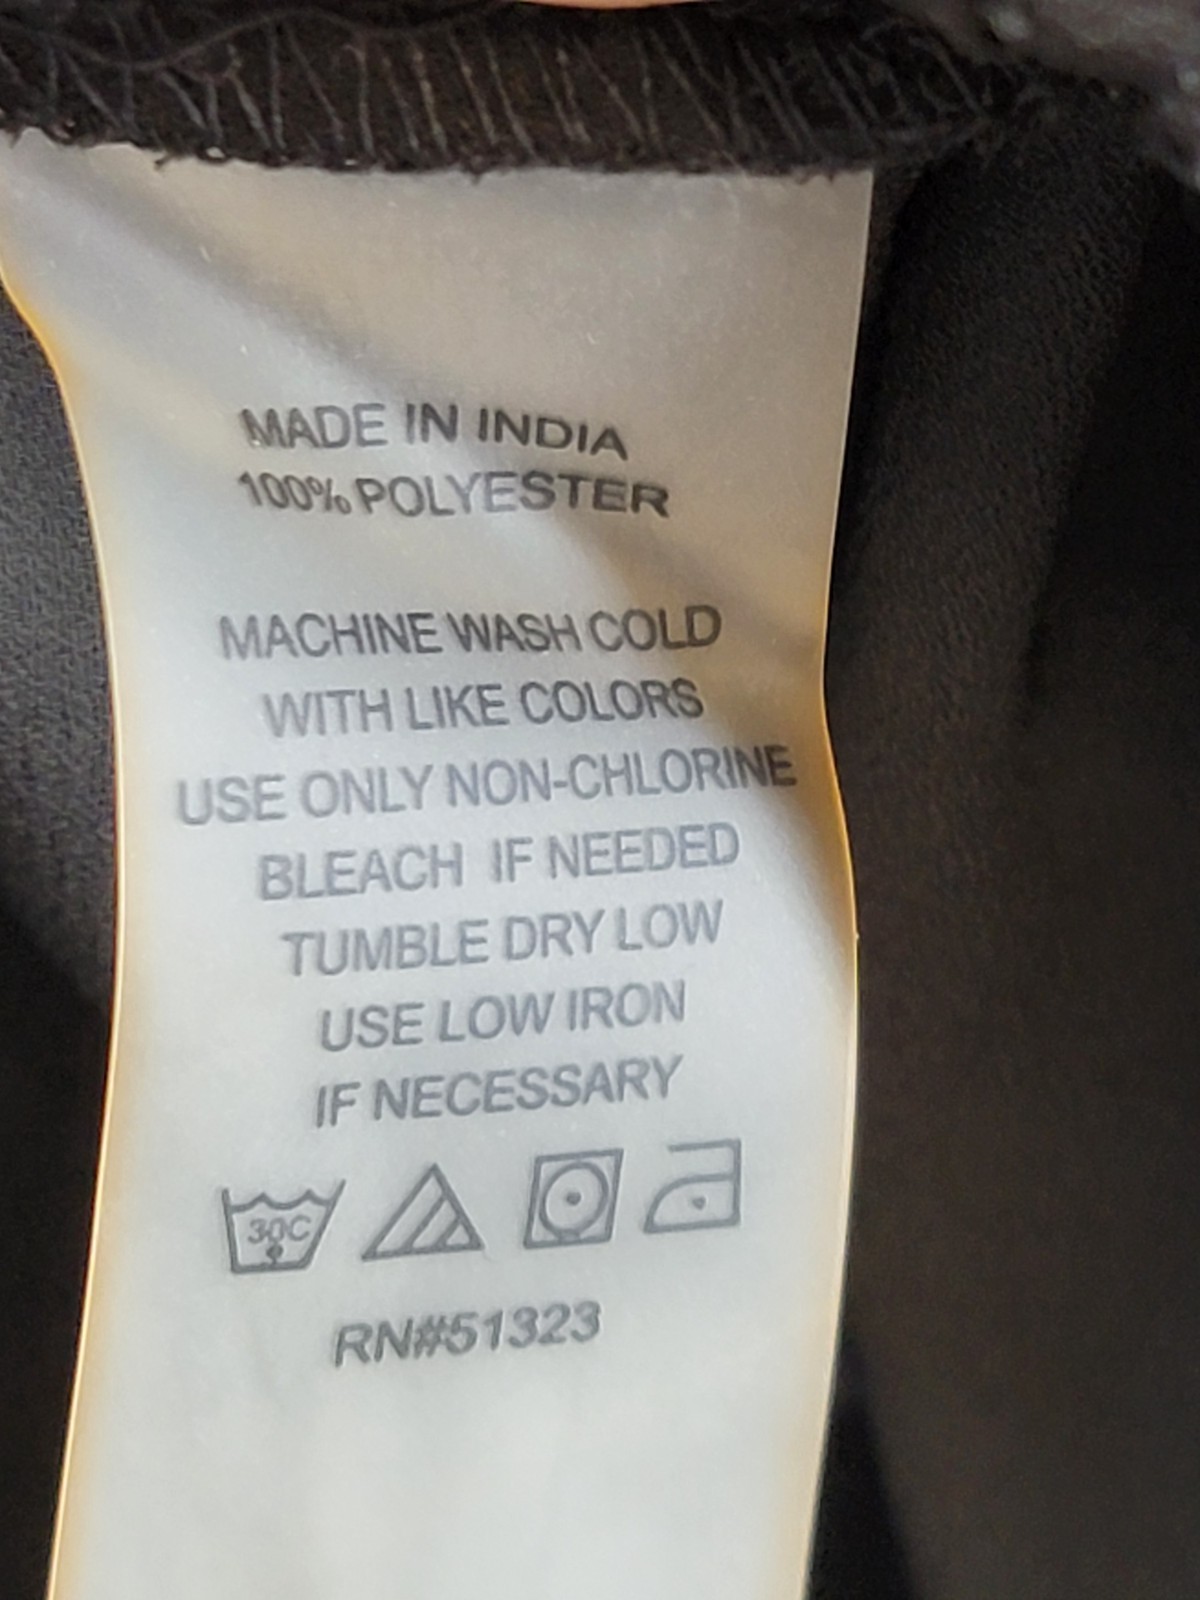 MADE IN INDIA
100% POLYESTER
MACHINE WASH COLD
WITH LIKE COLORS
USE ONLY NON-CHLORINE
BLEACH IF NEEDED
TUMBLE DRY LOW
USE LOW IRON
IF NECESSARY
30C
RN#51323